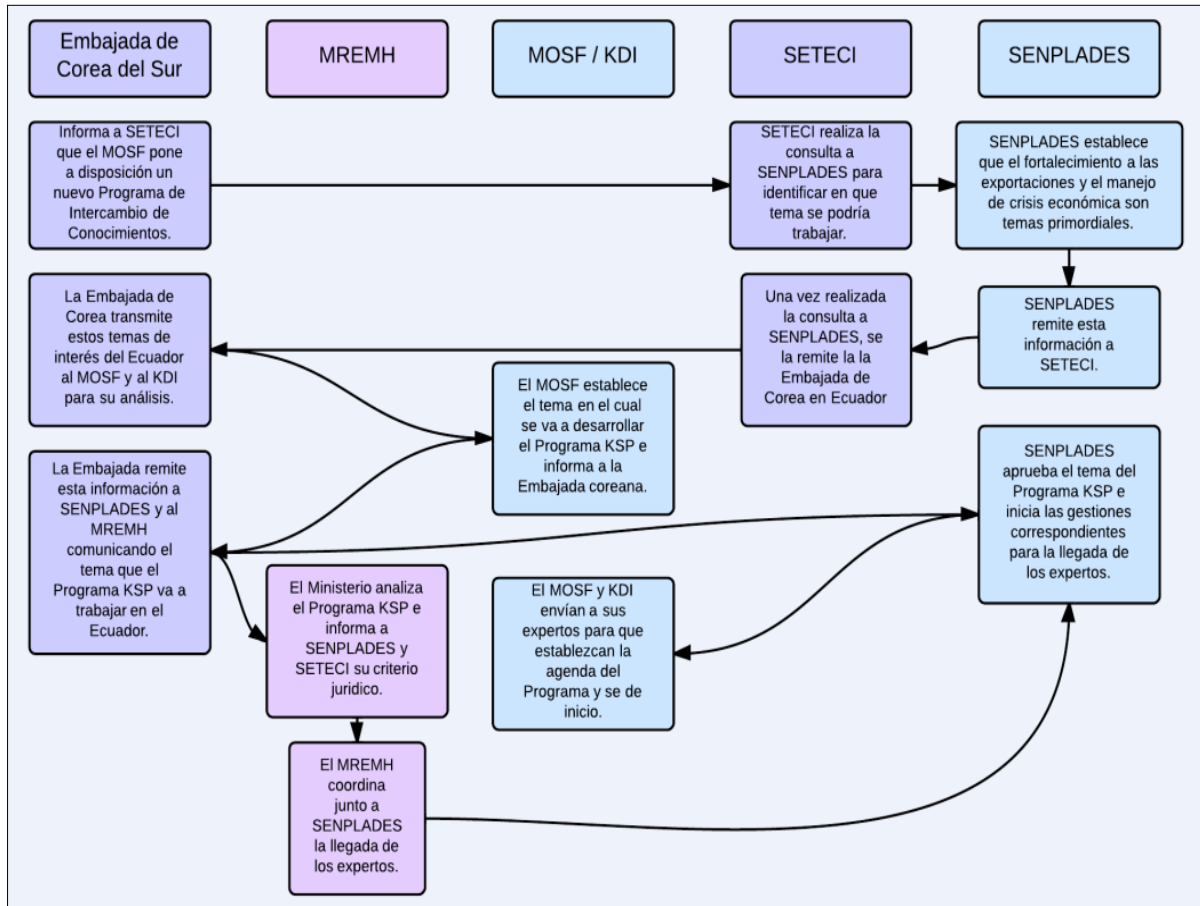 Embajada de
Corea del Sur
MREMH
MOSF / KDI
SETECI
SENPLADES
Informa a SETECI
que el MOSF pone
a disposición un
nuevo Programa de
Intercambio de
Conocimientos.
SETECI realiza la
consulta a
SENPLADES para
identificar en que
tema se podría
trabajar.
SENPLADES establece
que el fortalecimiento a las
exportaciones y el manejo
de crisis económica son
temas primordiales.
La Embajada de
Corea transmite
estos temas de
interés del Ecuador
al MOSF y al KDI
para su análisis.
Una vez realizada
la consulta a
SENPLADES, se
la remite la la
Embajada de
Corea en Ecuador
SENPLADES
remite esta
información a
SETECI.
El MOSF establece
el tema en el cual
se va a desarrollar
el Programa KSP e
informa a la
Embajada coreana.
La Embajada remite
esta información a
SENPLADES y al
MREMH
comunicando el
tema que el
Programa KSP va a
trabajar en el
Ecuador.
SENPLADES
aprueba el tema del
Programa KSP e
inicia las gestiones
correspondientes
para la llegada de
los expertos.
El Ministerio analiza
el Programa KSP e
informa a
SENPLADES y
SETECI su criterio
juridico.
El MOSF y KDI
envían a sus
expertos para que
establezcan la
agenda del
Programa y se de
inicio.
El MREMH
coordina
junto a
SENPLADES
la llegada de
los expertos.